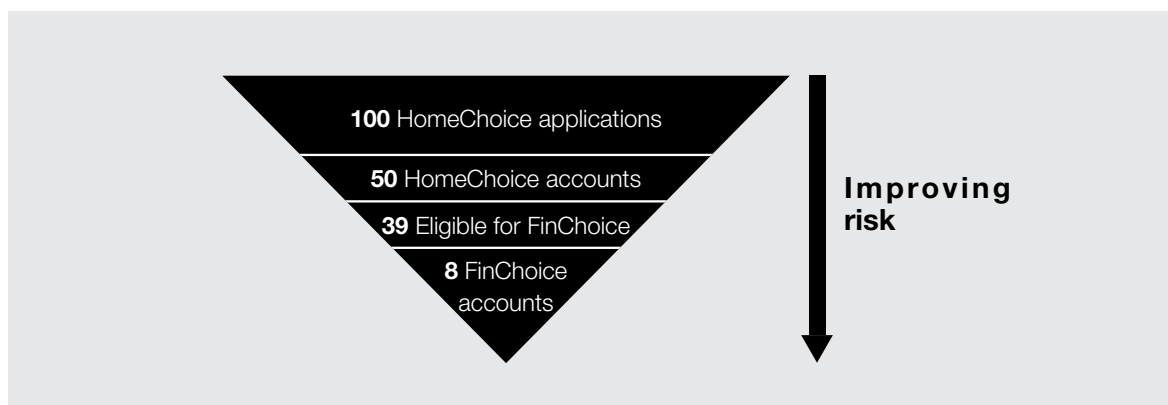 100 HomeChoice applications
50 HomeChoice accounts
39 Eligible for FinChoice
8 FinChoice
accounts
Improving
risk